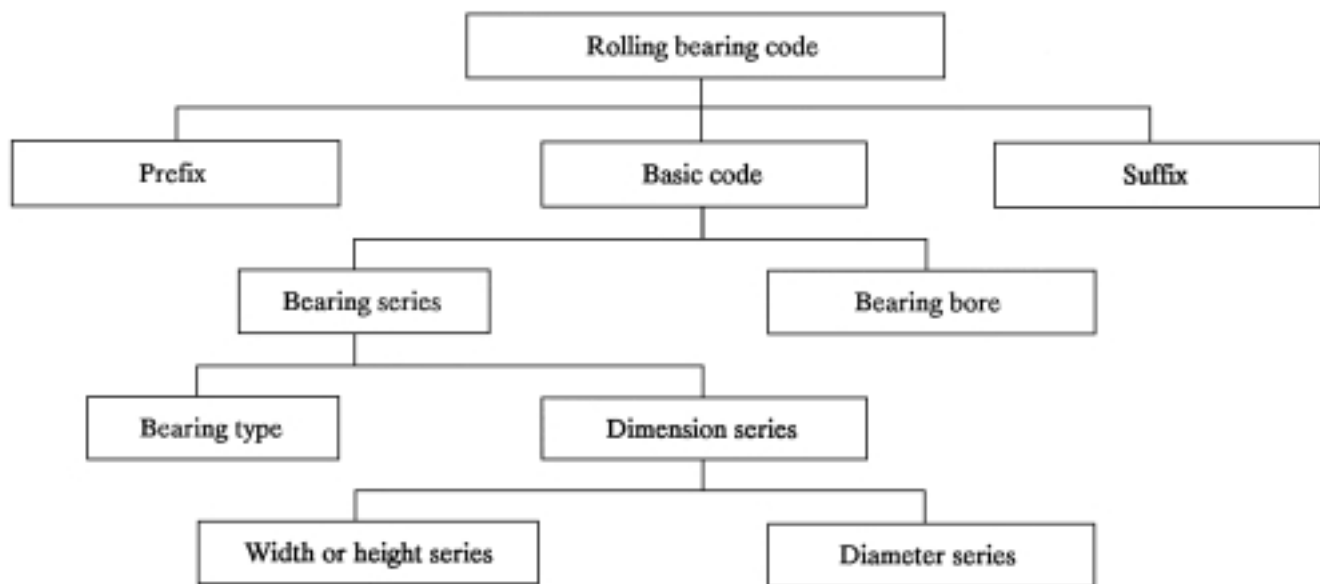 Rolling bearing code
Prefix
Basic code
Suffix
Bearing series
Bearing bore
Bearing type
Dimension series
Width or height series
Diameter series